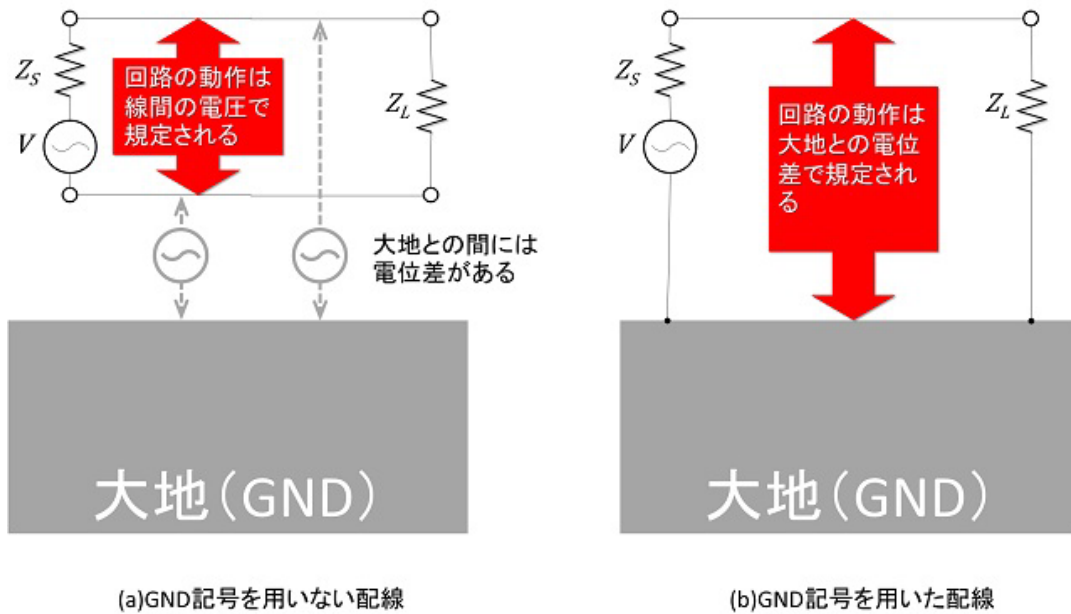 Z_S
V
回路の動作は
線間の電圧で
規定される
Z_L
大地との間には
電位差がある
大地(GND)
(a)GND記号を用いない配線
Z_S
V
回路の動作は
大地との電位
差で規定され
る
Z_L
大地(GND)
(b)GND記号を用いた配線